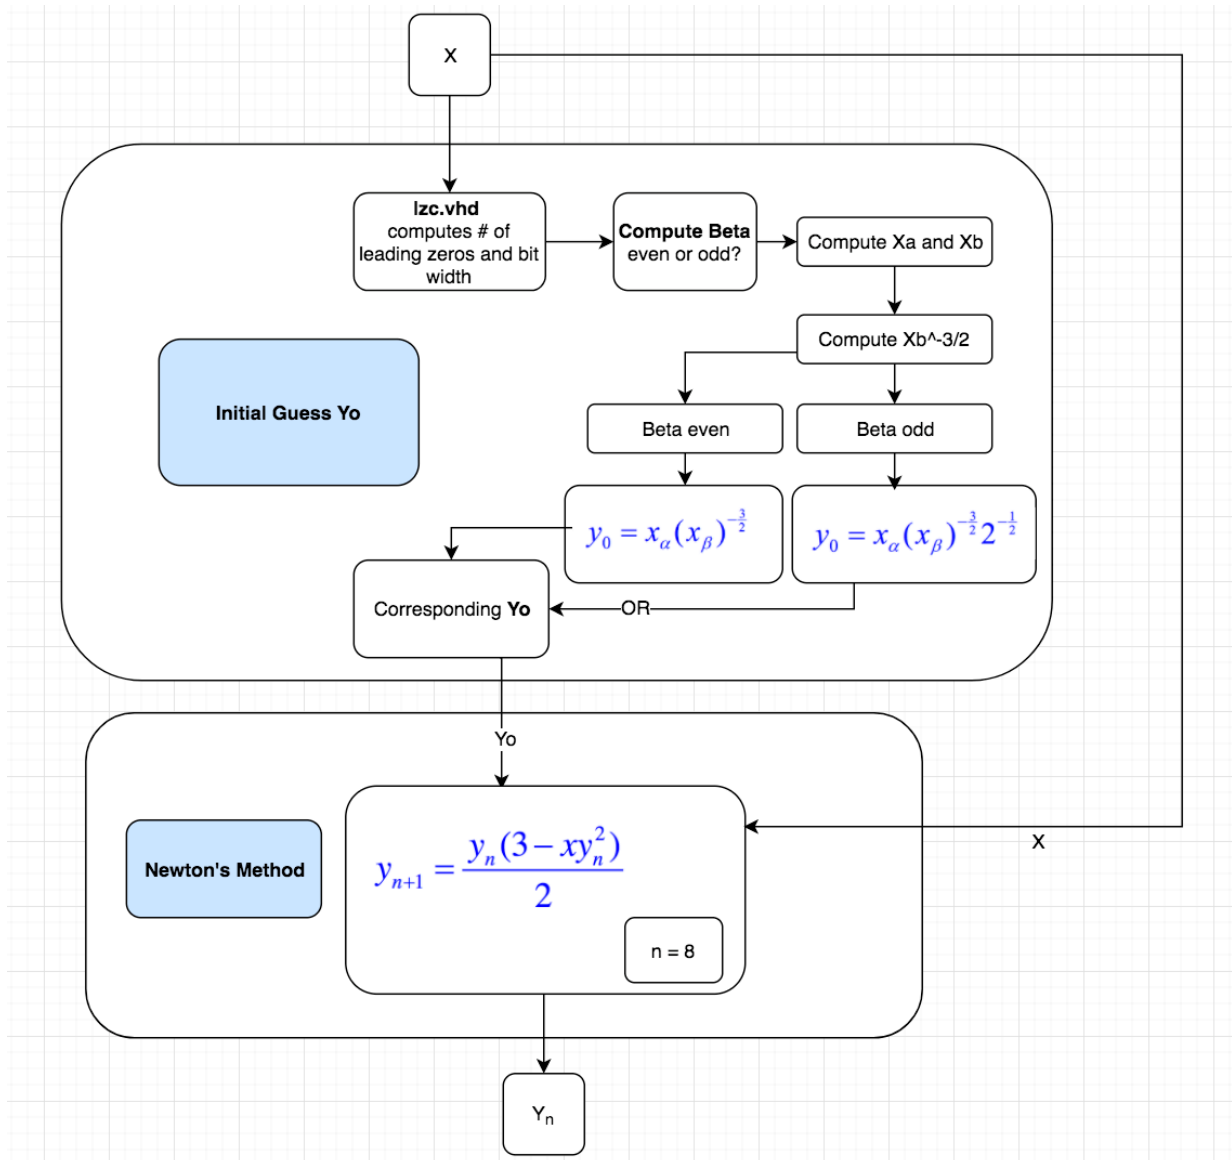 X
lzc.vhd
computes # of
leading zeros and bit
width
Compute Beta
even or odd?
Compute Xa and Xb
Compute Xb^-3/2
Initial Guess Yo
Beta even
Beta odd
y₀ = xα(xβ)^(-3/2)
y₀ = xα(xβ)^(-3/2) 2^(-1/2)
Corresponding Yo
OR
Yo
X
Newton's Method
yₙ₊₁ = yₙ(3 − xyₙ²) / 2
n = 8
Yₙ